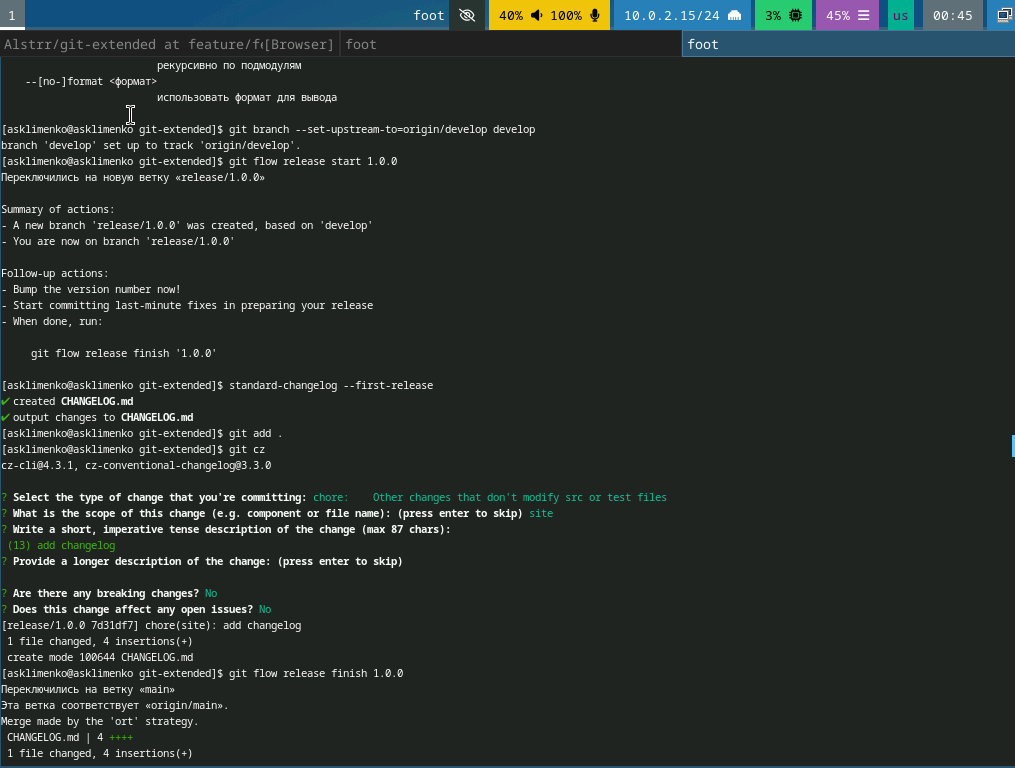 1 foot 40% 100% 10.0.2.15/24 3% 45% us 00:45
Alstrr/git-extended at feature/f [Browser] foot foot
рекурсивно по подмодулям
--[no-]format <формат>
использовать формат для вывода
[asklimenko@asklimenko git-extended]$ git branch --set-upstream-to=origin/develop develop
branch 'develop' set up to track 'origin/develop'.
[asklimenko@asklimenko git-extended]$ git flow release start 1.0.0
Переключились на новую ветку «release/1.0.0»
Summary of actions:
- A new branch 'release/1.0.0' was created, based on 'develop'
- You are now on branch 'release/1.0.0'
Follow-up actions:
- Bump the version number now!
- Start committing last-minute fixes in preparing your release
- When done, run:
git flow release finish '1.0.0'
[asklimenko@asklimenko git-extended]$ standard-changelog --first-release
✔ created CHANGELOG.md
✔ output changes to CHANGELOG.md
[asklimenko@asklimenko git-extended]$ git add .
[asklimenko@asklimenko git-extended]$ git cz
cz-cli@4.3.1, cz-conventional-changelog@3.3.0
? Select the type of change that you're committing: chore: Other changes that don't modify src or test files
? What is the scope of this change (e.g. component or file name): (press enter to skip) site
? Write a short, imperative tense description of the change (max 87 chars):
(13) add changelog
? Provide a longer description of the change: (press enter to skip)
? Are there any breaking changes? No
? Does this change affect any open issues? No
[release/1.0.0 7d31df7] chore(site): add changelog
1 file changed, 4 insertions(+)
create mode 100644 CHANGELOG.md
[asklimenko@asklimenko git-extended]$ git flow release finish 1.0.0
Переключились на ветку «main»
Эта ветка соответствует «origin/main».
Merge made by the 'ort' strategy.
CHANGELOG.md | 4 ++++
1 file changed, 4 insertions(+)